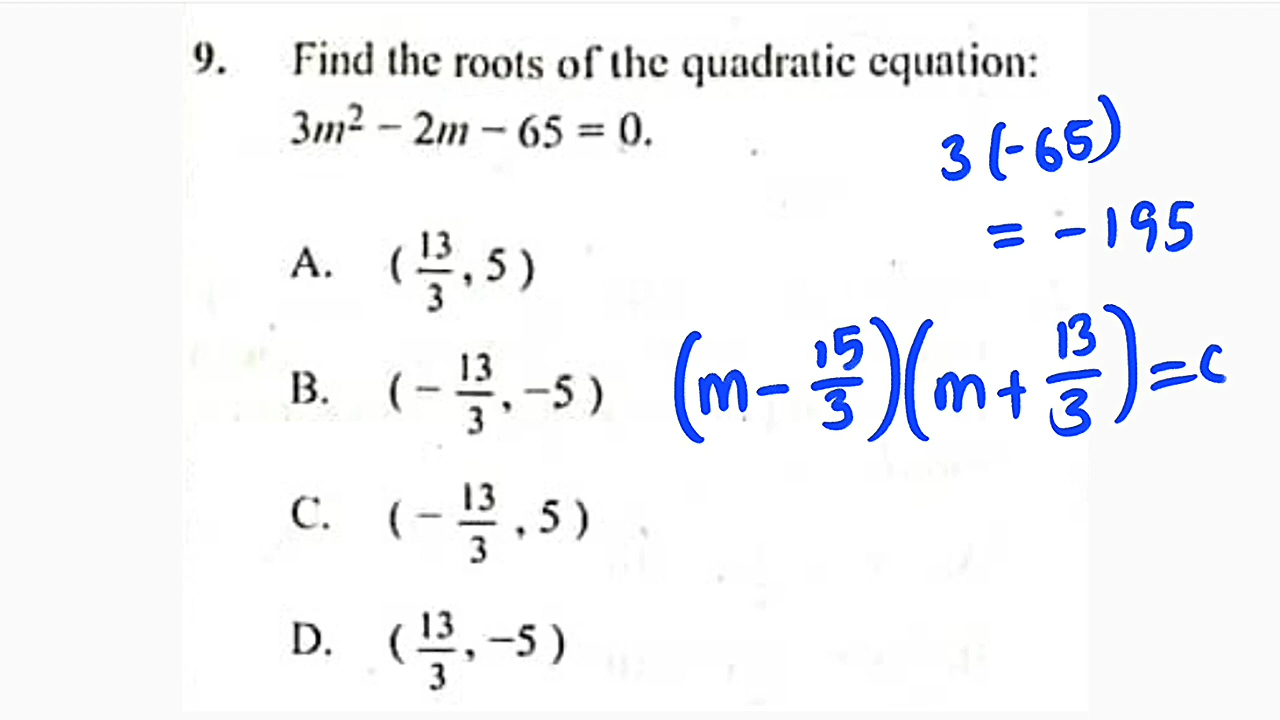 9. Find the roots of the quadratic equation:
3m² − 2m − 65 = 0.
3(-65)
= -195
A. (13/3, 5)
B. (−13/3, −5)
(m - 15/3)(m + 13/3) = c
C. (−13/3, 5)
D. (13/3, −5)